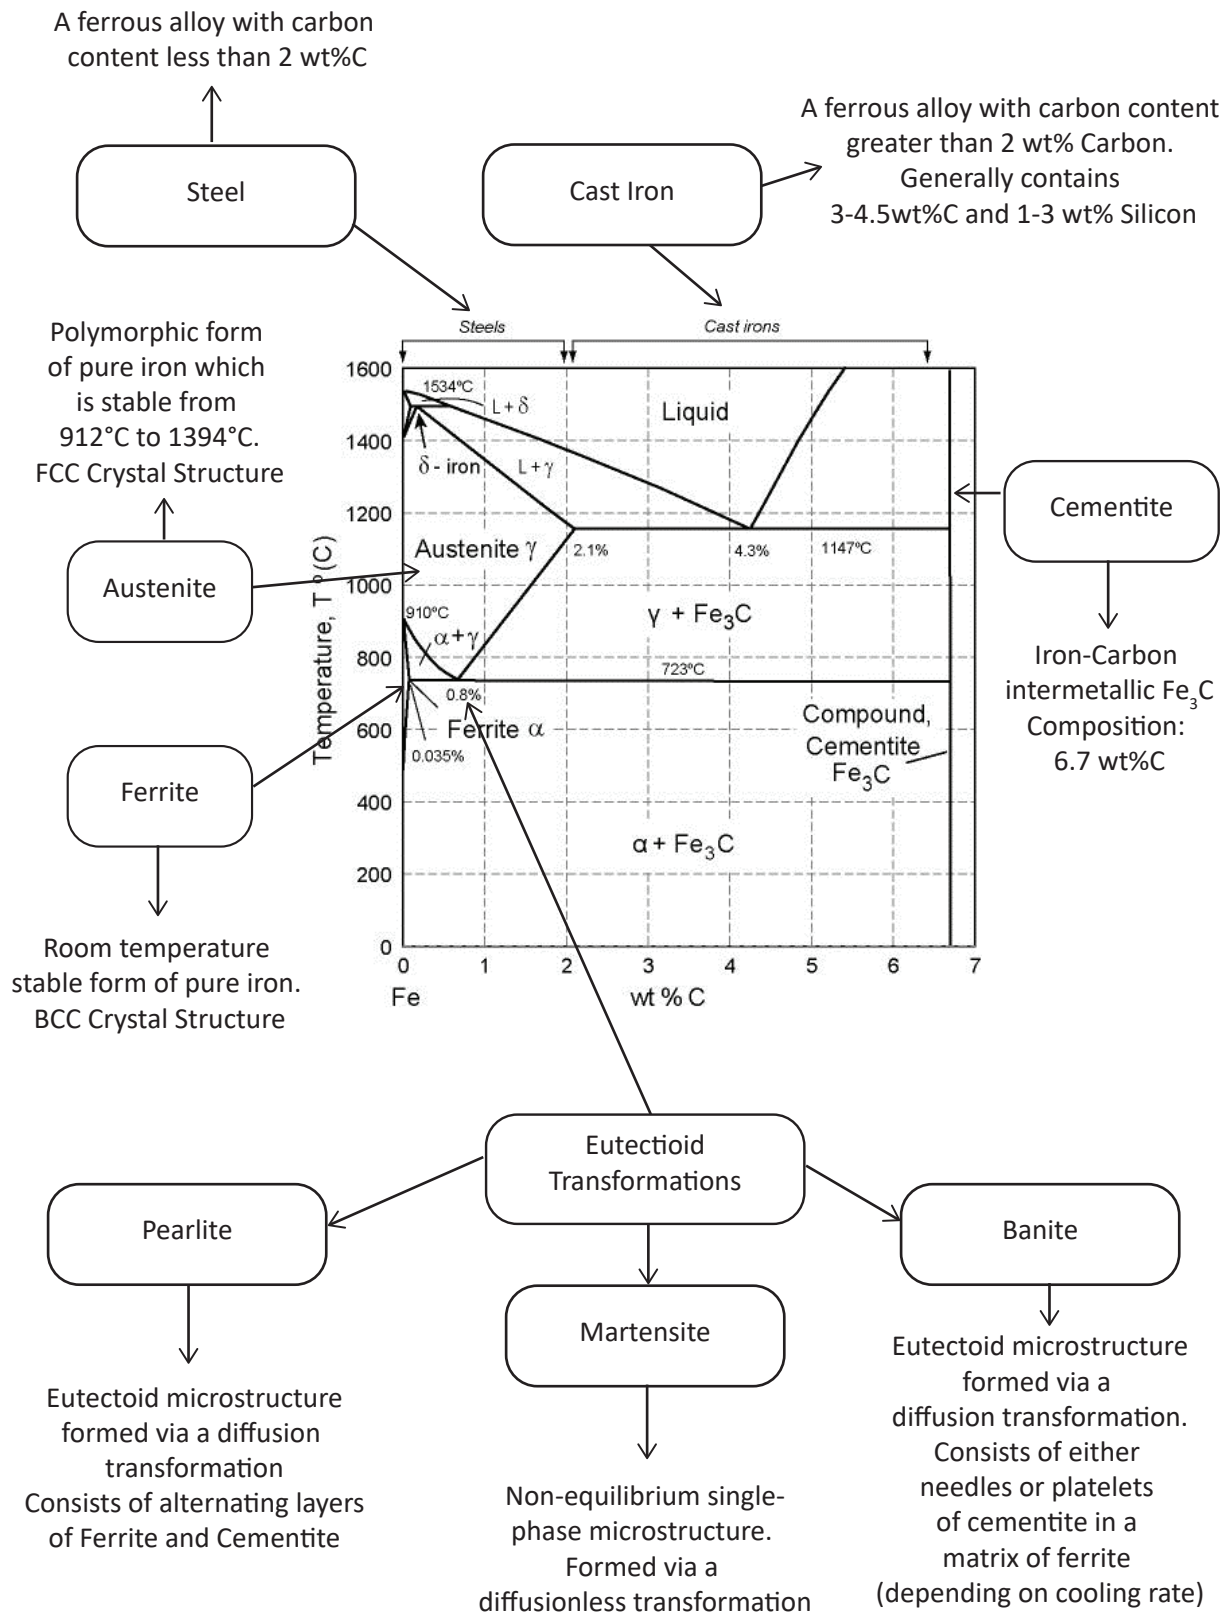 A ferrous alloy with carbon
content less than 2 wt%C
A ferrous alloy with carbon content
greater than 2 wt% Carbon.
Generally contains
3-4.5wt%C and 1-3 wt% Silicon
Steel
Cast Iron
Polymorphic form
of pure iron which
is stable from
912°C to 1394°C.
FCC Crystal Structure
Austenite
Ferrite
Room temperature
stable form of pure iron.
BCC Crystal Structure
Steels
Cast irons
1600
1400
1200
1000
800
600
400
200
0
Temperature, T º (C)
1534ºC
L + δ
Liquid
δ - iron
L + γ
Austenite γ
2.1%
4.3%
1147ºC
910ºC
α + γ
γ + Fe₃C
723ºC
0.8%
Ferrite α
0.035%
Compound,
Cementite
Fe₃C
α + Fe₃C
0 1 2 3 4 5 6 7
Fe
wt % C
Cementite
Iron-Carbon
intermetallic Fe₃C
Composition:
6.7 wt%C
Eutectioid
Transformations
Pearlite
Martensite
Banite
Eutectoid microstructure
formed via a diffusion
transformation
Consists of alternating layers
of Ferrite and Cementite
Non-equilibrium single-
phase microstructure.
Formed via a
diffusionless transformation
Eutectoid microstructure
formed via a
diffusion transformation.
Consists of either
needles or platelets
of cementite in a
matrix of ferrite
(depending on cooling rate)